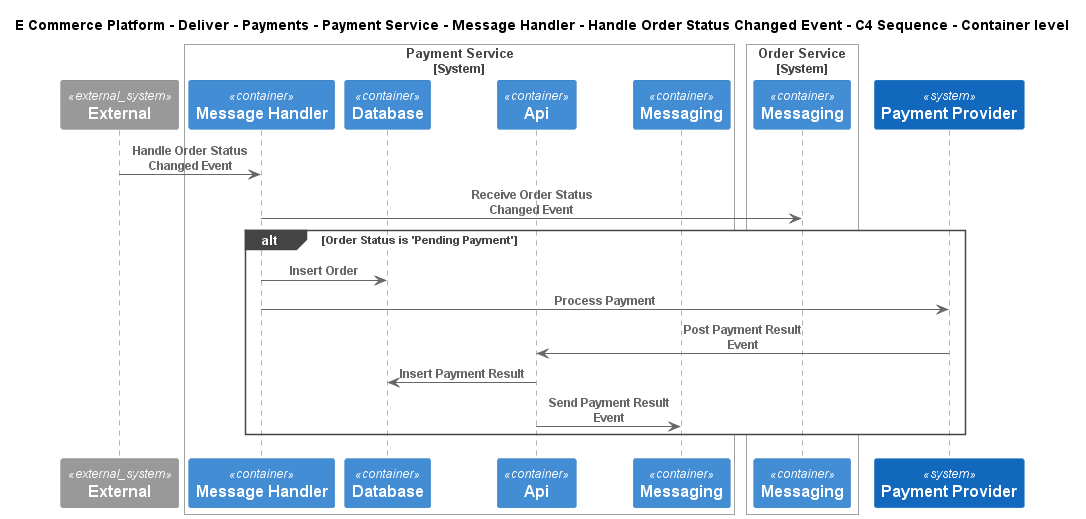 E Commerce Platform - Deliver - Payments - Payment Service - Message Handler - Handle Order Status Changed Event - C4 Sequence - Container level
Payment Service
[System]
Order Service
[System]
«external_system»
External
«container»
Message Handler
«container»
Database
«container»
Api
«container»
Messaging
«container»
Messaging
«system»
Payment Provider
Handle Order Status
Changed Event
Receive Order Status
Changed Event
alt
[Order Status is 'Pending Payment']
Insert Order
Process Payment
Post Payment Result
Event
Insert Payment Result
Send Payment Result
Event
«external_system»
External
«container»
Message Handler
«container»
Database
«container»
Api
«container»
Messaging
«container»
Messaging
«system»
Payment Provider